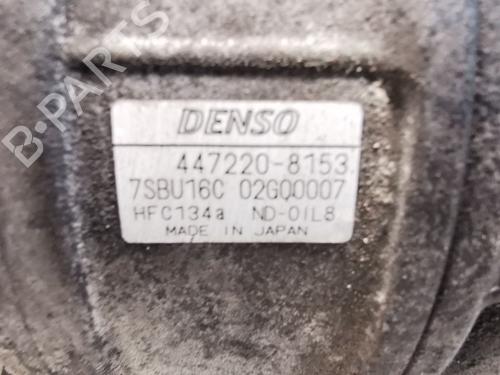 DENSO
447220-8153
7SBU16C 02G00007
HFC134a ND-OIL8
MADE IN JAPAN
B-PARTS